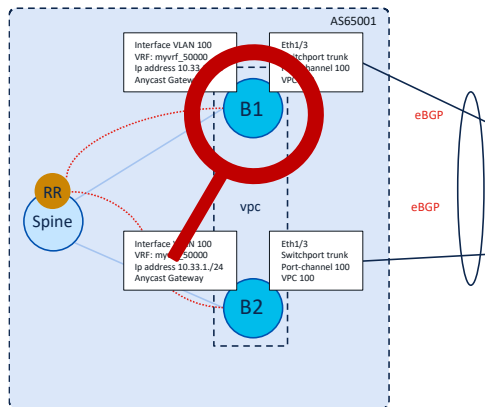 AS65001
Interface VLAN 100
VRF: myvrf_50000
Ip address 10.33.
Anycast Gateway
Eth1/3
Switchport trunk
Port-channel 100
VPC
B1
eBGP
RR
Spine
eBGP
vpc
Interface VLAN 100
VRF: myvrf_50000
Ip address 10.33.1./24
Anycast Gateway
Eth1/3
Switchport trunk
Port-channel 100
VPC 100
B2